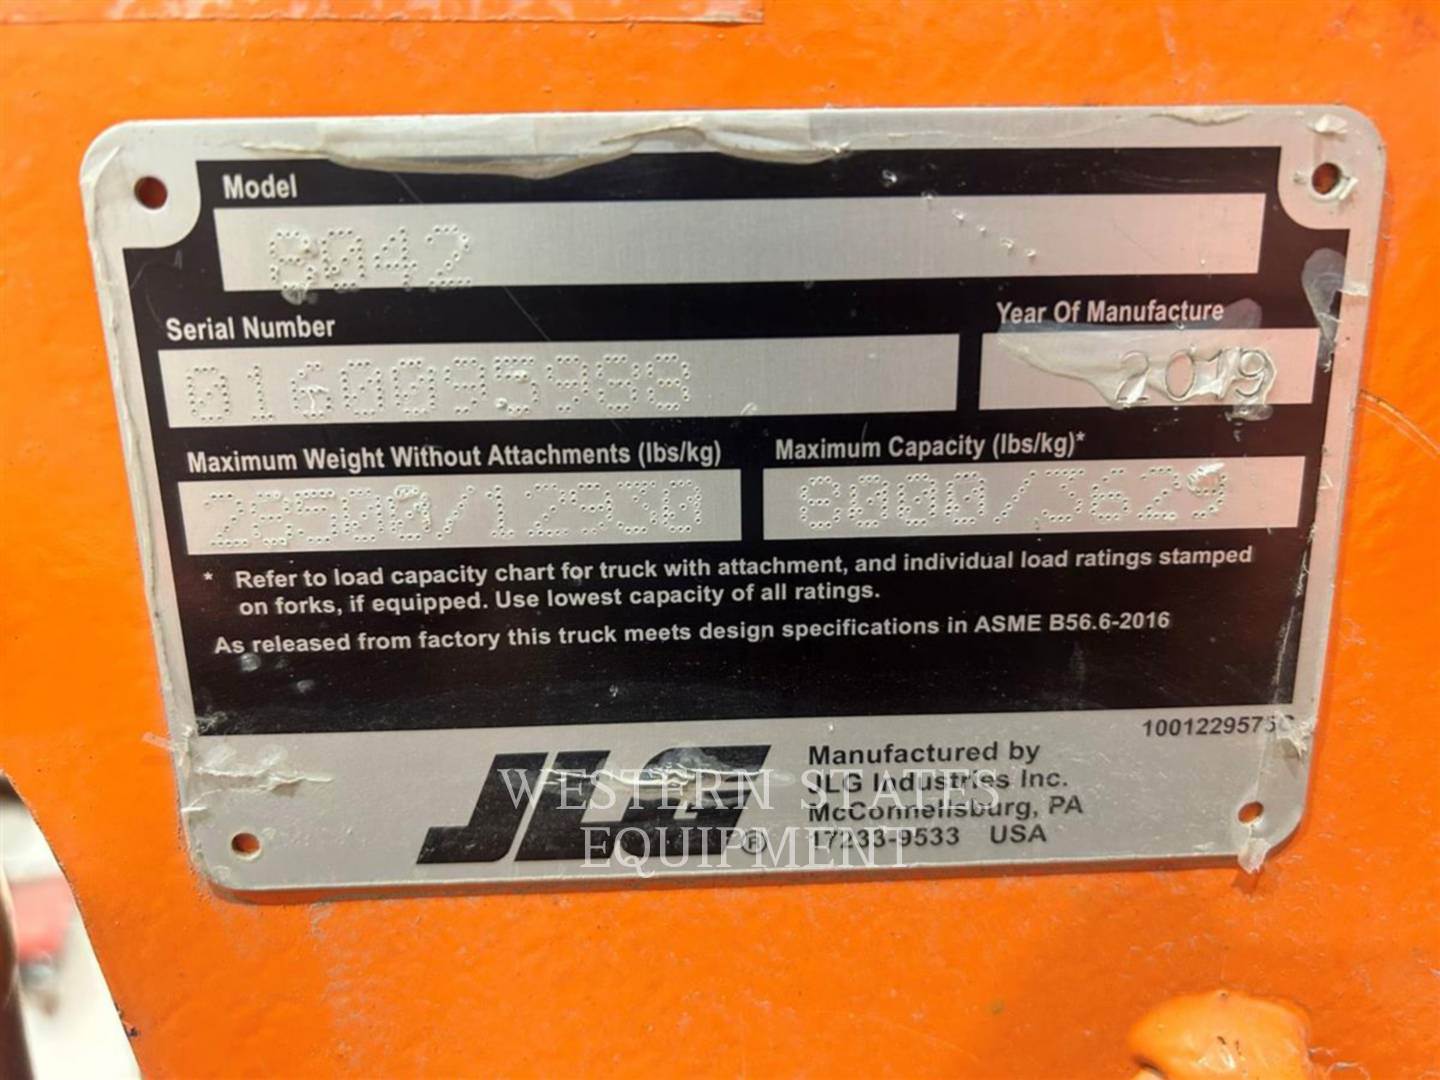 Model
8042
Serial Number
0160095988
Year Of Manufacture
2019
Maximum Weight Without Attachments (lbs/kg)
28500/12930
Maximum Capacity (lbs/kg)*
8000/3629
* Refer to load capacity chart for truck with attachment, and individual load ratings stamped
on forks, if equipped. Use lowest capacity of all ratings.
As released from factory this truck meets design specifications in ASME B56.6-2016
1001229575C
JLG®
Manufactured by
JLG Industries Inc.
McConnellsburg, PA
17233-9533 USA
WESTERN STATES
EQUIPMENT